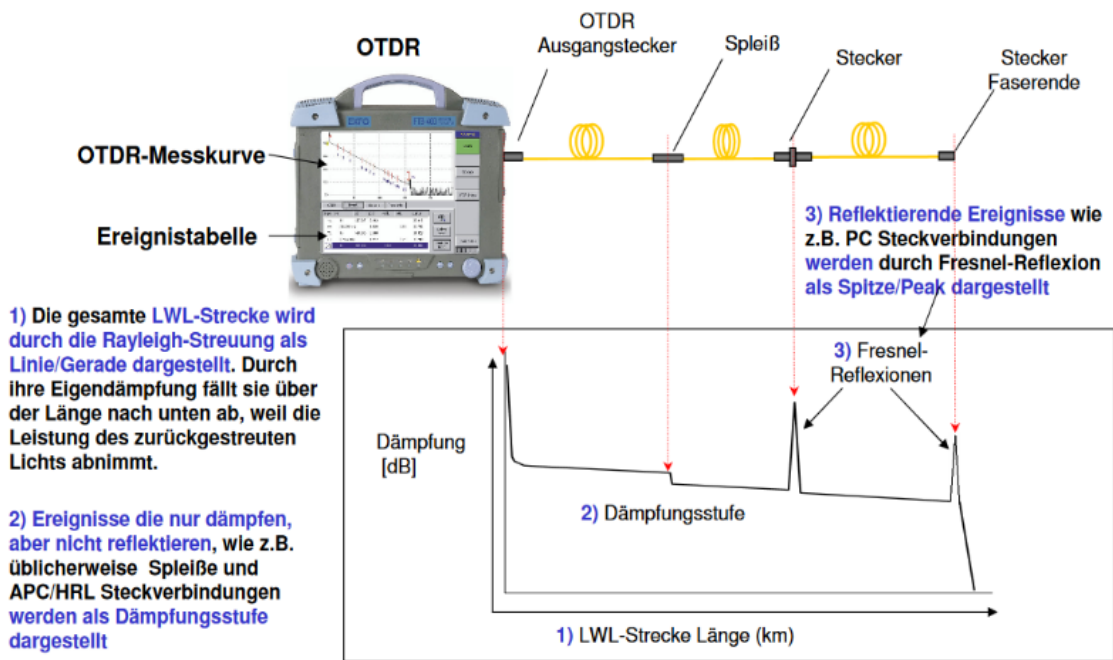 OTDR
OTDR
Ausgangstecker
Spleiß
Stecker
Stecker
Faserende
OTDR-Messkurve
Ereignistabelle
3) Reflektierende Ereignisse wie
z.B. PC Steckverbindungen
werden durch Fresnel-Reflexion
als Spitze/Peak dargestellt
1) Die gesamte LWL-Strecke wird
durch die Rayleigh-Streuung als
Linie/Gerade dargestellt. Durch
ihre Eigendämpfung fällt sie über
der Länge nach unten ab, weil die
Leistung des zurückgestreuten
Lichts abnimmt.
2) Ereignisse die nur dämpfen,
aber nicht reflektieren, wie z.B.
üblicherweise Spleiße und
APC/HRL Steckverbindungen
werden als Dämpfungsstufe
dargestellt
3) Fresnel-
Reflexionen
Dämpfung
[dB]
2) Dämpfungsstufe
1) LWL-Strecke Länge (km)